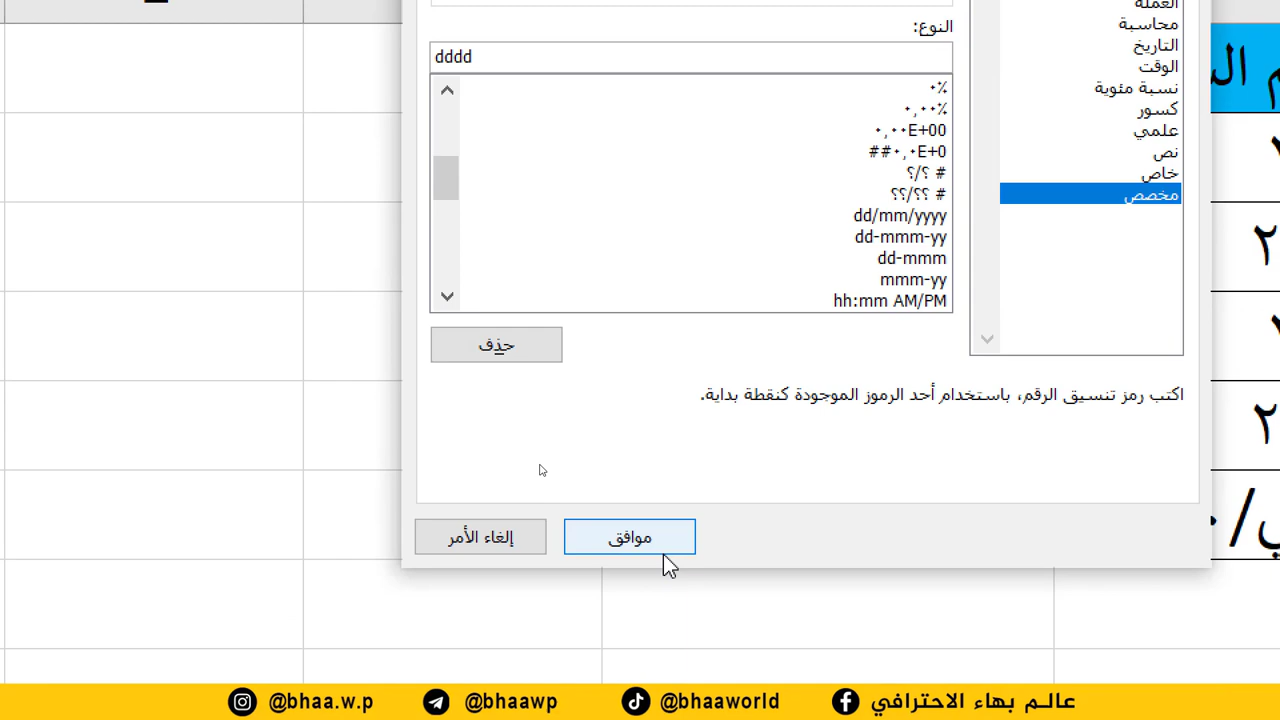 العملة
محاسبة
التاريخ
الوقت
نسبة مئوية
كسور
علمي
نص
خاص
مخصص
النوع:
dddd
٠%
٠,٠٠%
٠,٠٠E+00
##٠,٠E+0
# ؟/؟
# ؟؟/؟؟
dd/mm/yyyy
dd-mmm-yy
dd-mmm
mmm-yy
hh:mm AM/PM
حذف
اكتب رمز تنسيق الرقم، باستخدام أحد الرموز الموجودة كنقطة بداية.
موافق
إلغاء الأمر
٢
٢
@bhaa.w.p @bhaawp @bhaaworld عالم بهاء الاحترافي